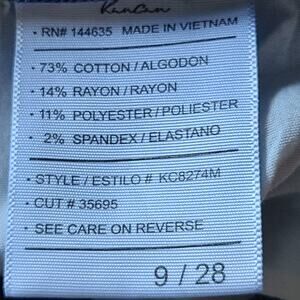 KanCan
• RN# 144635 MADE IN VIETNAM
• 73% COTTON / ALGODON
• 14% RAYON / RAYON
• 11% POLYESTER / POLIESTER
• 2% SPANDEX / ELASTANO
• STYLE / ESTILO # KC8274M
• CUT # 35695
• SEE CARE ON REVERSE
9 / 28